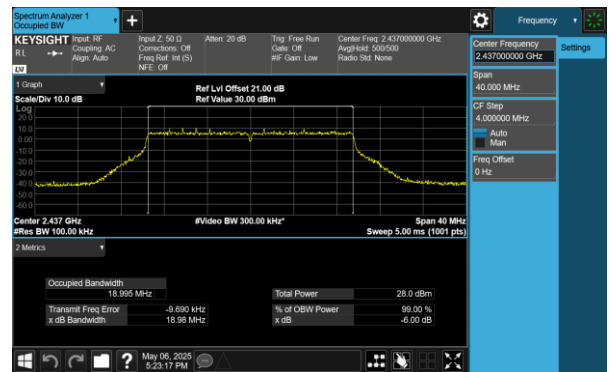 Spectrum Analyzer 1
Occupied BW
Frequency
KEYSIGHT Input: RF
RL
Coupling: AC
Align: Auto
Input Z: 50 Ω
Corrections: Off
Freq Ref: Int (S)
NFE: Off
Atten: 20 dB
Trig: Free Run
Gate: Off
#IF Gain: Low
Center Freq: 2.437000000 GHz
Avg|Hold: 500/500
Radio Std: None
LXI
Center Frequency
2.437000000 GHz
Settings
Span
40.000 MHz
CF Step
4.000000 MHz
Auto
Man
Freq Offset
0 Hz
1 Graph
Scale/Div 10.0 dB
Ref Lvl Offset 21.00 dB
Ref Value 30.00 dBm
Log
20.0
10.0
0.00
-10.0
-20.0
-30.0
-40.0
-50.0
-60.0
Center 2.437 GHz
#Res BW 100.00 kHz
#Video BW 300.00 kHz*
Span 40 MHz
Sweep 5.00 ms (1001 pts)
2 Metrics
Occupied Bandwidth
18.995 MHz
Total Power 28.0 dBm
Transmit Freq Error -9.690 kHz
% of OBW Power 99.00 %
x dB Bandwidth 18.98 MHz
x dB -6.00 dB
?
May 06, 2025
5:23:17 PM